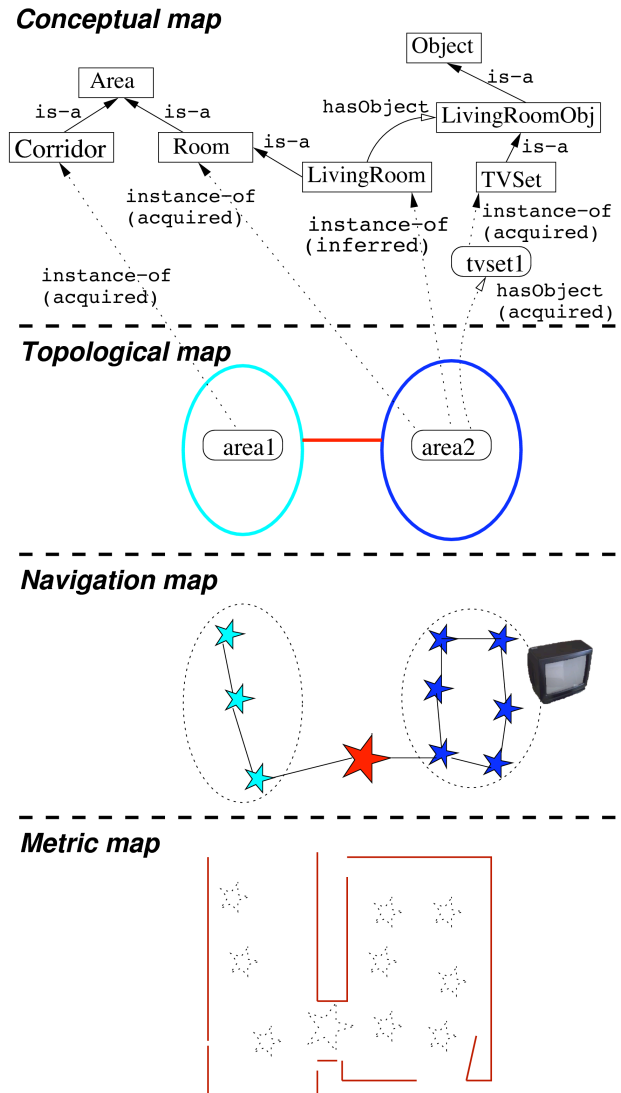 Conceptual map
Object
Area
is-a
hasObject
is-a
is-a
LivingRoomObj
Corridor
Room
is-a
is-a
LivingRoom
TVSet
instance-of
(acquired)
instance-of
(inferred)
instance-of
(acquired)
tvset1
instance-of
(acquired)
hasObject
(acquired)
Topological map
area1
area2
Navigation map
Metric map